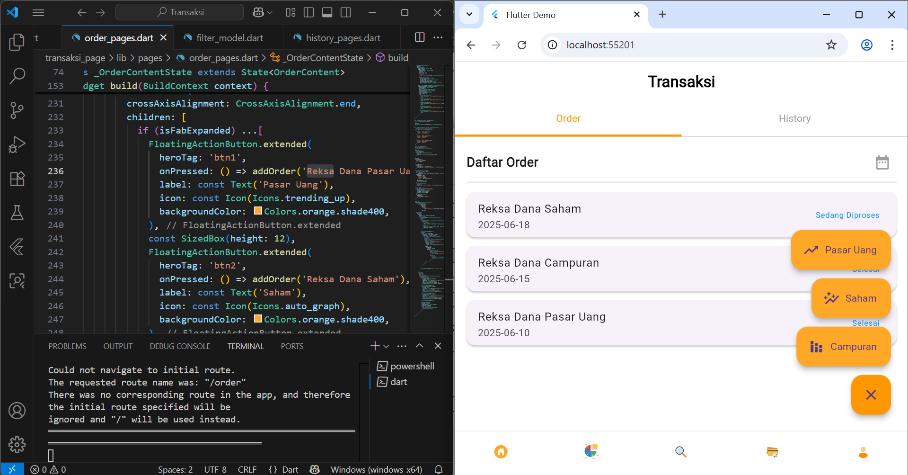 Transaksi
order_pages.dart
filter_model.dart
history_pages.dart
transaksi_page > lib > pages > order_pages.dart > _OrderContentState > build
74 s _OrderContentState extends State<OrderContent>
153 dget build(BuildContext context) {
231 crossAxisAlignment: CrossAxisAlignment.end,
232 children: [
233 if (isFabExpanded) ...[
234 FloatingActionButton.extended(
235 heroTag: 'btn1',
236 onPressed: () => addOrder('Reksa Dana Pasar Ua
237 label: const Text('Pasar Uang'),
238 icon: const Icon(Icons.trending_up),
239 backgroundColor: Colors.orange.shade400,
240 ), // FloatingActionButton.extended
241 const SizedBox(height: 12),
242 FloatingActionButton.extended(
243 heroTag: 'btn2',
244 onPressed: () => addOrder('Reksa Dana Saham'),
245 label: const Text('Saham'),
246 icon: const Icon(Icons.auto_graph),
247 backgroundColor: Colors.orange.shade400,
248 ), // FloatingActionButton.extended
PROBLEMS OUTPUT DEBUG CONSOLE TERMINAL PORTS
powershell
dart
Could not navigate to initial route.
The requested route name was: "/order"
There was no corresponding route in the app, and therefore
the initial route specified will be
ignored and "/" will be used instead.
0 0 Spaces: 2 UTF 8 CRLF {} Dart Windows (windows x64)
Flutter Demo
localhost:55201
Transaksi
Order
History
Daftar Order
Reksa Dana Saham
2025-06-18
Sedang Diproses
Reksa Dana Campuran
2025-06-15
Selesai
Reksa Dana Pasar Uang
2025-06-10
Selesai
Pasar Uang
Saham
Campuran